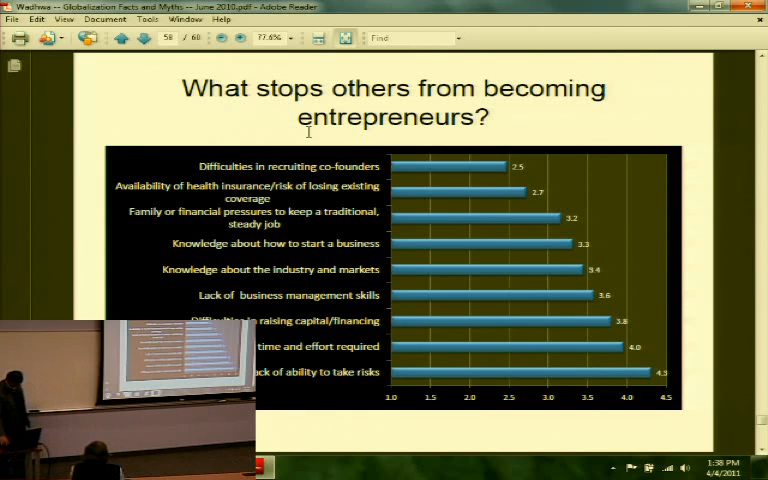 Wadhwa -- Globalization Facts and Myths -- June 2010.pdf - Adobe Reader
File Edit View Document Tools Window Help
58 / 60 77.6% Find
What stops others from becoming
entrepreneurs?
Difficulties in recruiting co-founders 2.5
Availability of health insurance/risk of losing existing
coverage 2.7
Family or financial pressures to keep a traditional,
steady job 3.2
Knowledge about how to start a business 3.3
Knowledge about the industry and markets 3.4
Lack of business management skills 3.6
in raising capital/financing 3.8
time and effort required 4.0
ack of ability to take risks 4.3
1.0 1.5 2.0 2.5 3.0 3.5 4.0 4.5
1:38 PM
4/4/2011